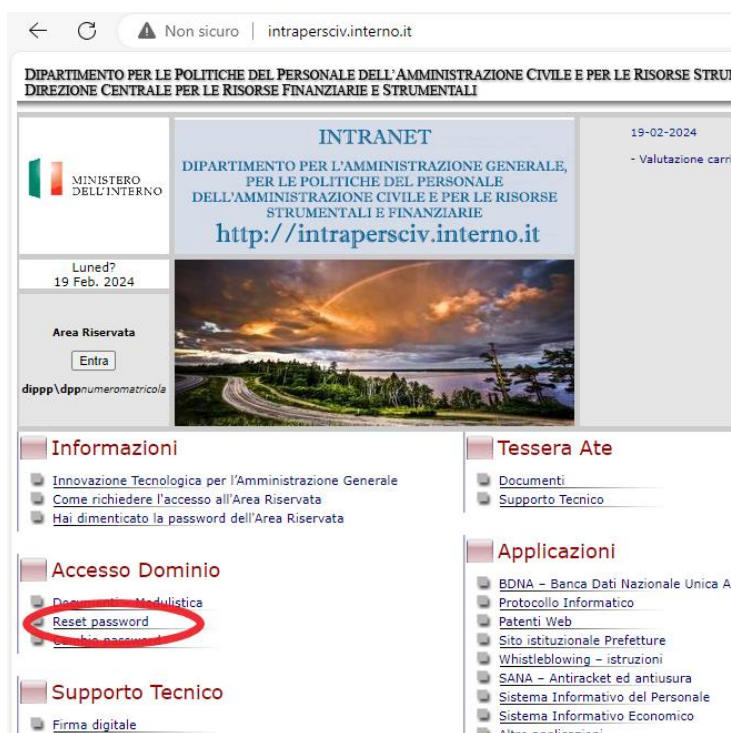 Non sicuro | intrapersciv.interno.it
DIPARTIMENTO PER LE POLITICHE DEL PERSONALE DELL'AMMINISTRAZIONE CIVILE E PER LE RISORSE
DIREZIONE CENTRALE PER LE RISORSE FINANZIARIE E STRUMENTALI
MINISTERO
DELL'INTERNO
INTRANET
DIPARTIMENTO PER L'AMMINISTRAZIONE GENERALE,
PER LE POLITICHE DEL PERSONALE
DELL'AMMINISTRAZIONE CIVILE E PER LE RISORSE
STRUMENTALI E FINANZIARIE
http://intrapersciv.interno.it
19-02-2024
- Valutazione
Luned?
19 Feb. 2024
Area Riservata
Entra
dippp\dppnumeromatricola
Informazioni
Innovazione Tecnologica per l'Amministrazione Generale
Come richiedere l'accesso all'Area Riservata
Hai dimenticato la password dell'Area Riservata
Accesso Dominio
Documenti - Modulistica
Reset password
Cambio password
Supporto Tecnico
Firma digitale
Tessera Ate
Documenti
Supporto Tecnico
Applicazioni
BDNA – Banca Dati Nazionale Unica A
Protocollo Informatico
Patenti Web
Sito istituzionale Prefetture
Whistleblowing – istruzioni
SANA – Antiracket ed antiusura
Sistema Informativo del Personale
Sistema Informativo Economico
Altre applicazioni